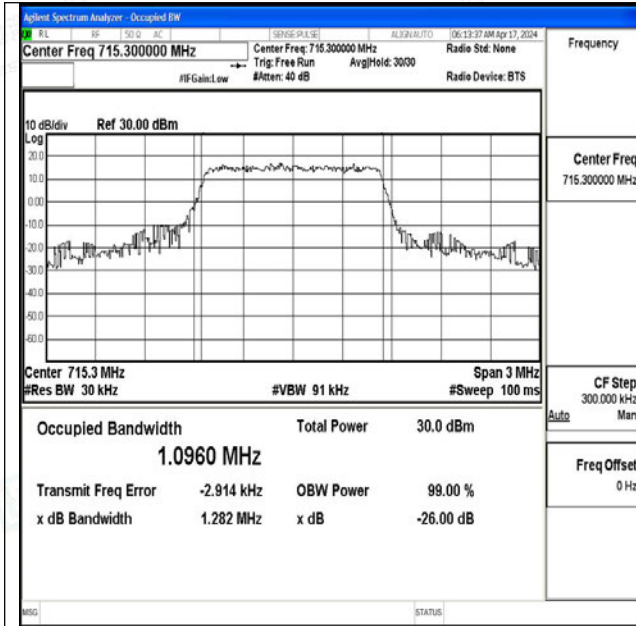 Agilent Spectrum Analyzer - Occupied BW
RL RF 50 Ω AC SENSE:PULSE ALIGN AUTO 06:13:37 AM Apr 17, 2024
Center Freq 715.300000 MHz Center Freq: 715.300000 MHz Radio Std: None Frequency
Trig: Free Run Avg|Hold: 30/30
#IFGain:Low #Atten: 40 dB Radio Device: BTS
10 dB/div Ref 30.00 dBm
Log
20.0
10.0
0.00
-10.0
-20.0
-30.0
-40.0
-50.0
-60.0
Center Freq
715.300000 MHz
Center 715.3 MHz Span 3 MHz
#Res BW 30 kHz #VBW 91 kHz #Sweep 100 ms
CF Step
300.000 kHz
Auto Man
Occupied Bandwidth Total Power 30.0 dBm
1.0960 MHz
Freq Offset
0 Hz
Transmit Freq Error -2.914 kHz OBW Power 99.00 %
x dB Bandwidth 1.282 MHz x dB -26.00 dB
MSG STATUS